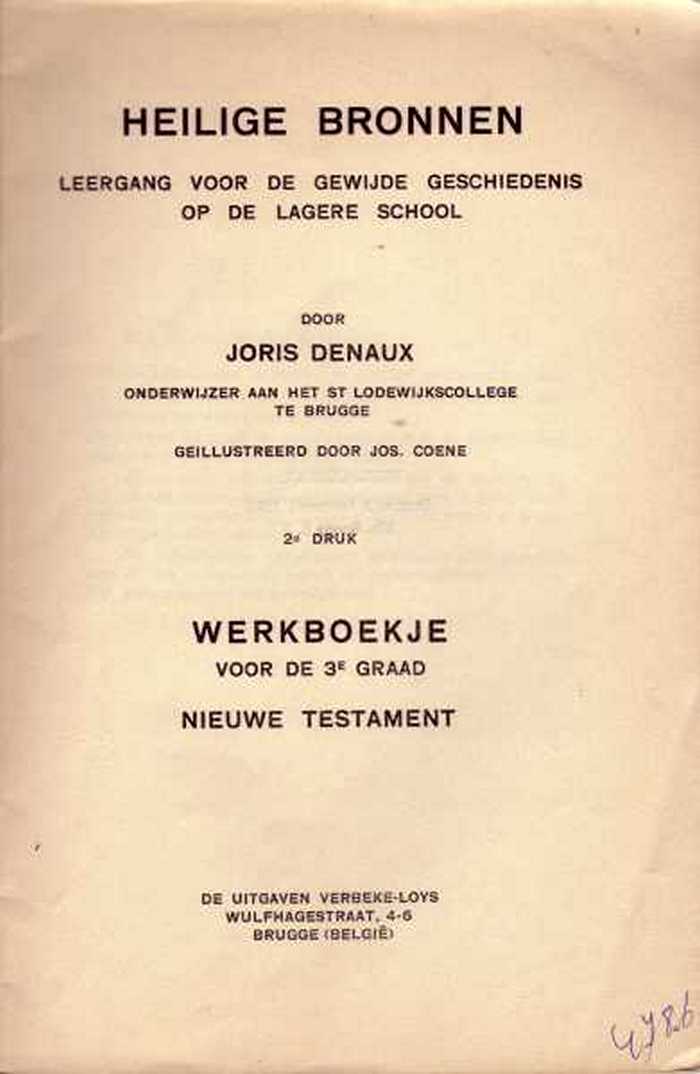 HEILIGE BRONNEN
LEERGANG VOOR DE GEWIJDE GESCHIEDENIS
OP DE LAGERE SCHOOL
DOOR
JORIS DENAUX
ONDERWIJZER AAN HET ST LODEWIJKSCOLLEGE
TE BRUGGE
GEILLUSTREERD DOOR JOS. COENE
2e DRUK
WERKBOEKJE
VOOR DE 3E GRAAD
NIEUWE TESTAMENT
DE UITGAVEN VERBEKE-LOYS
WULFHAGESTRAAT, 4-6
BRUGGE (BELGIË)